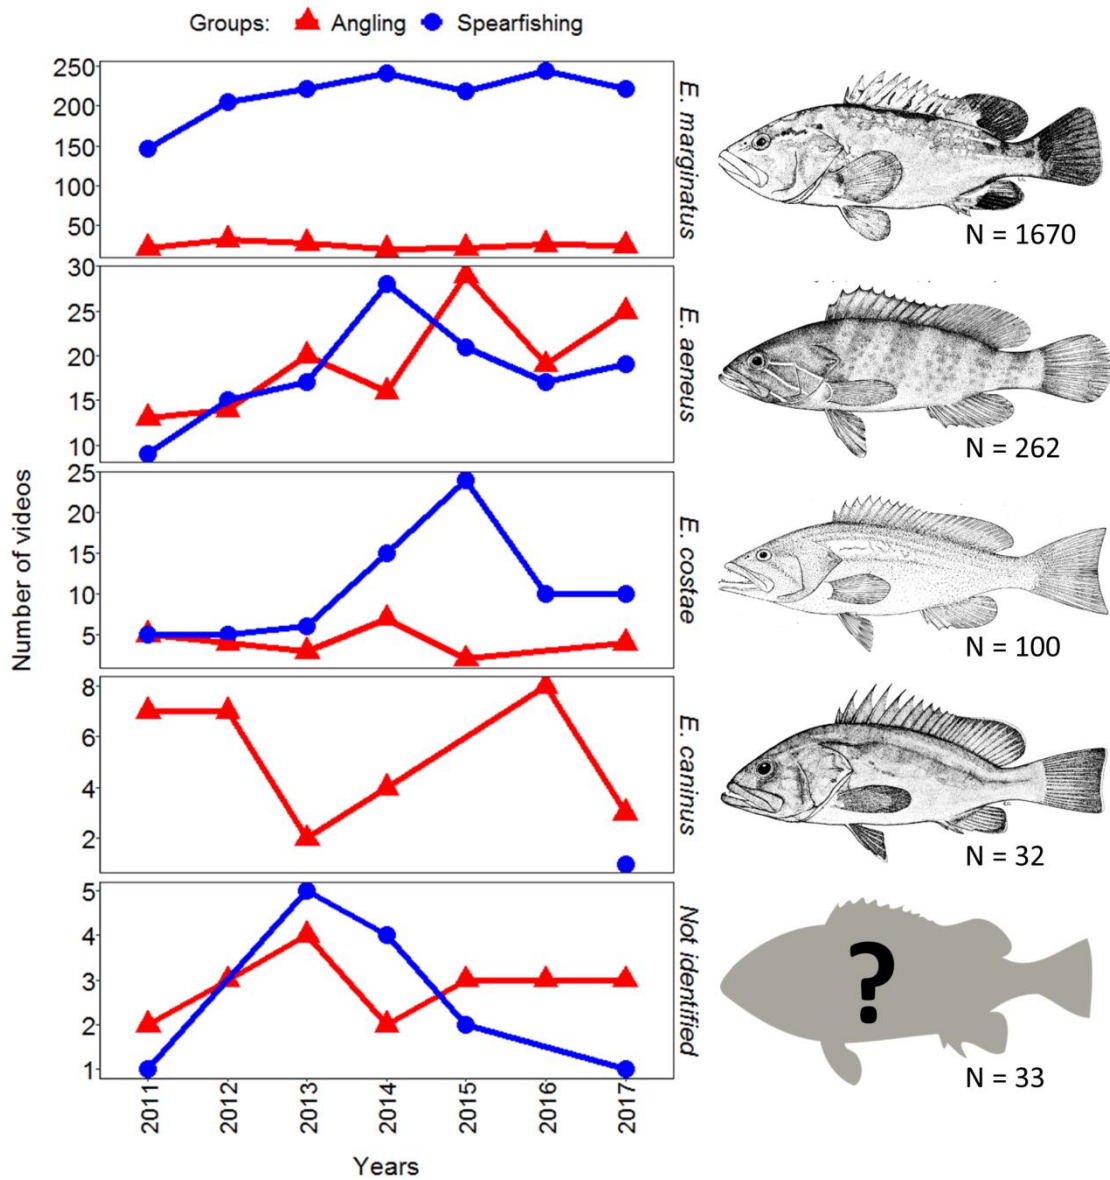 Groups: Angling Spearfishing
Number of videos
250
200
150
100
50
E. marginatus
N = 1670
30
25
20
15
10
E. aeneus
N = 262
25
20
15
10
5
E. costae
N = 100
8
6
4
2
E. caninus
N = 32
5
4
3
2
1
Not identified
?
N = 33
2011 2012 2013 2014 2015 2016 2017
Years